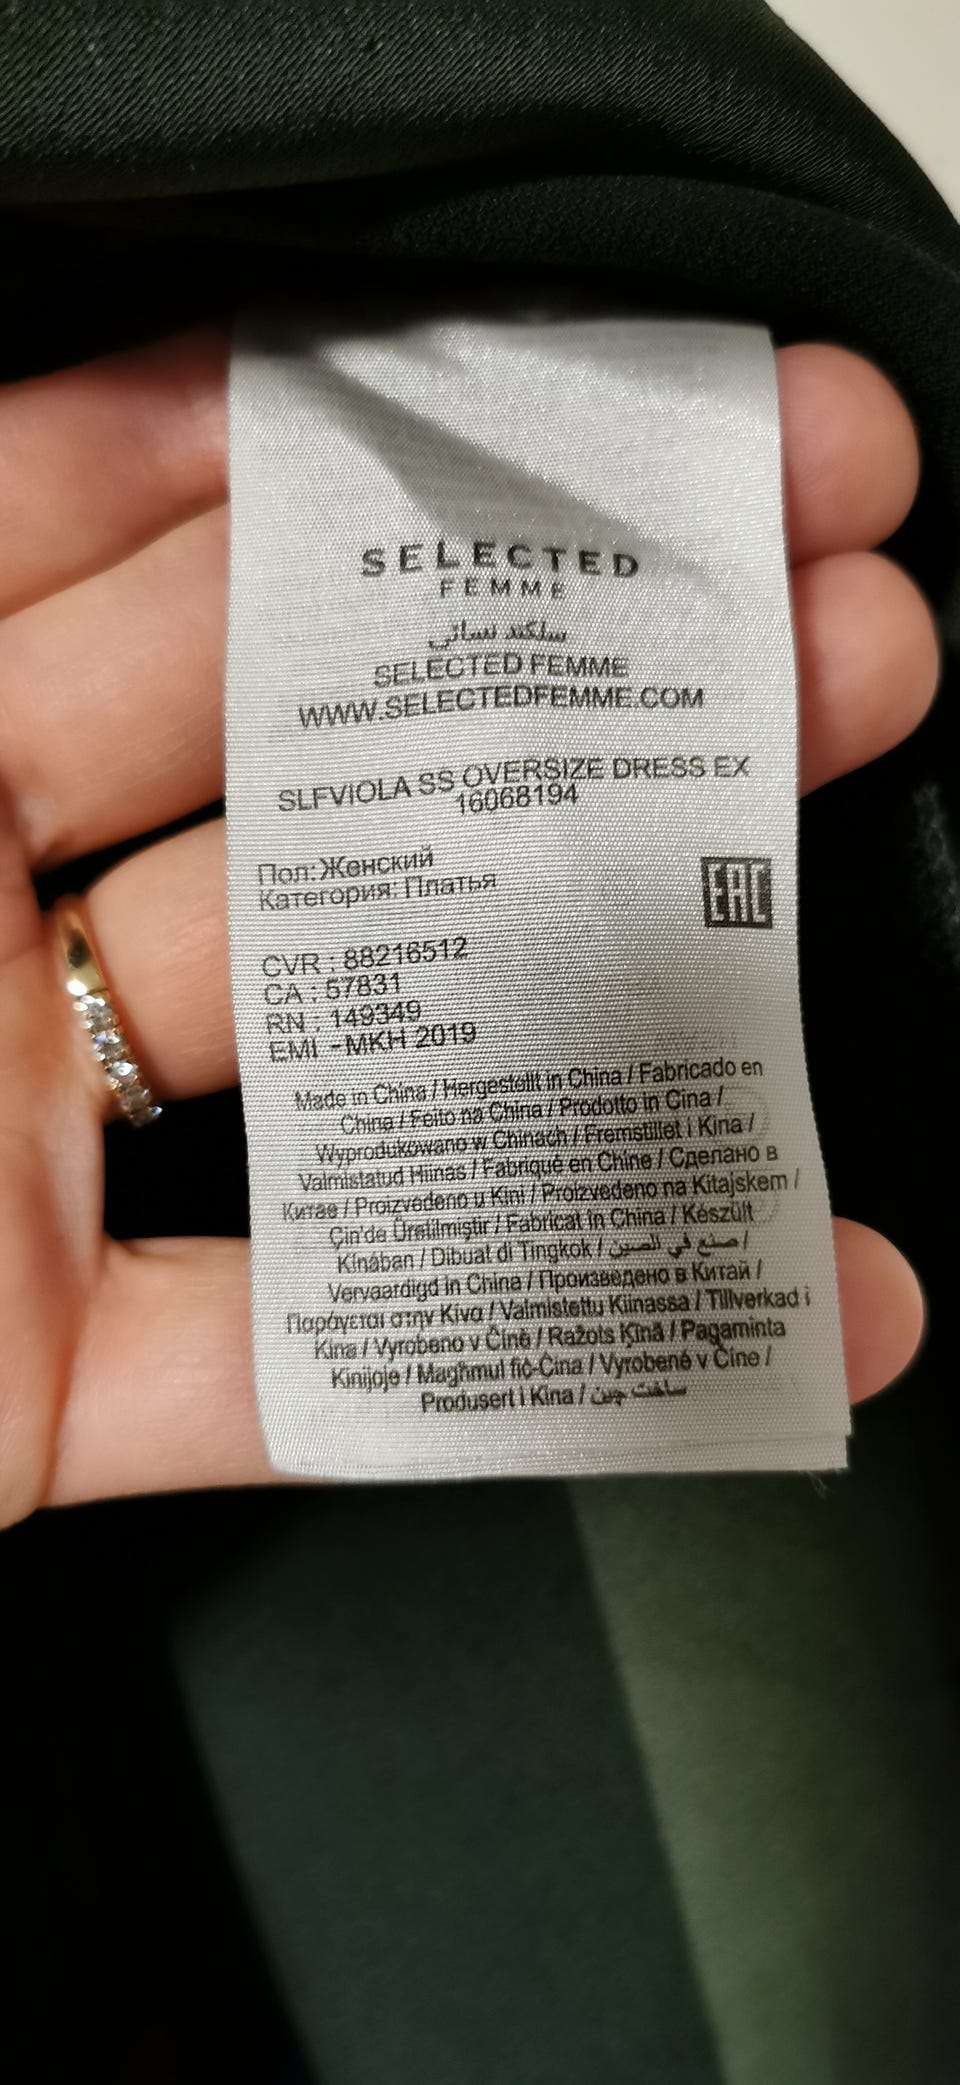 SELECTED
FEMME
سلكتد نسائي
SELECTED FEMME
WWW.SELECTEDFEMME.COM
SLFVIOLA SS OVERSIZE DRESS EX
16068194
Пол: Женский
Категория: Платья
EAC
CVR : 88216512
CA : 57831
RN : 149349
EMI -MKH 2019
Made in China / Hergestellt in China / Fabricado en
China / Feito na China / Prodotto in Cina /
Wyprodukowano w Chinach / Fremstillet i Kina /
Valmistatud Hiinas / Fabriqué en Chine / Сделано в
Китае / Proizvedeno u Kini / Proizvedeno na Kitajskem /
Çin'de Üretilmiştir / Fabricat în China / Készült
Kínában / Dibuat di Tingkok / صنع في الصين /
Vervaardigd in China / Произведено в Китай /
Παράγεται στην Κίνα / Valmistettu Kiinassa / Tillverkad i
Kina / Vyrobeno v Číně / Ražots Ķīnā / Pagaminta
Kinijoje / Magħmul fiċ-Ċina / Vyrobené v Číne /
Produsert i Kina / ساخت چین